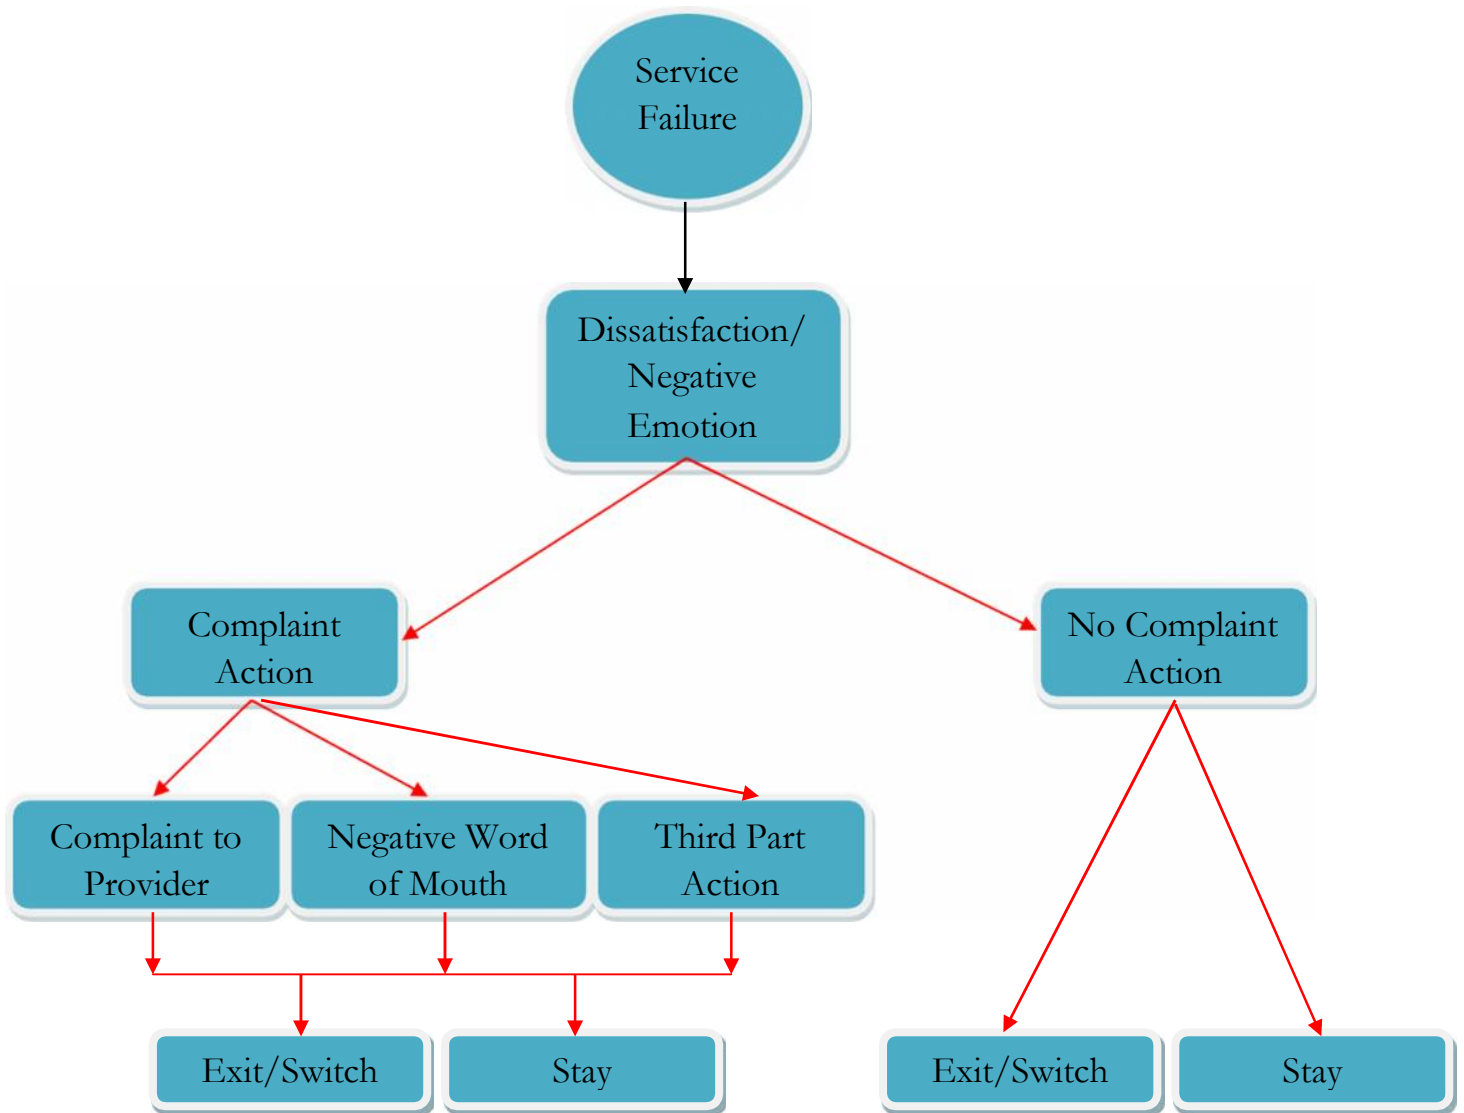 Service
Failure
Dissatisfaction/
Negative
Emotion
Complaint
Action
No Complaint
Action
Complaint to
Provider
Negative Word
of Mouth
Third Part
Action
Exit/Switch
Stay
Exit/Switch
Stay